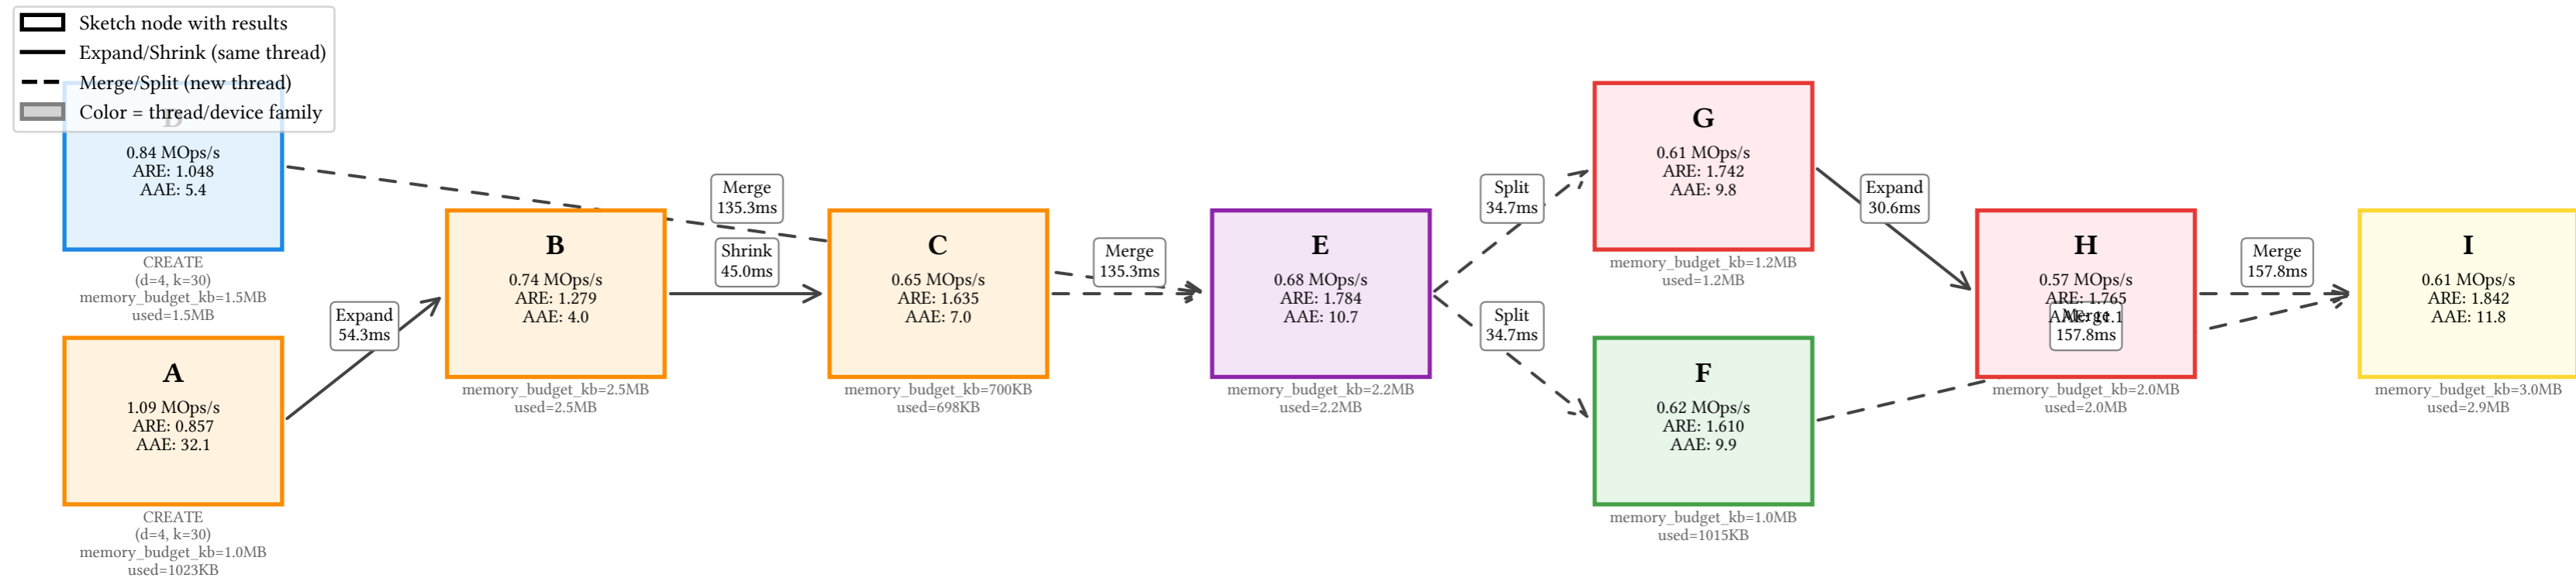 Sketch node with results
Expand/Shrink (same thread)
Merge/Split (new thread)
Color = thread/device family
D
0.84 MOps/s
ARE: 1.048
AAE: 5.4
CREATE
(d=4, k=30)
memory_budget_kb=1.5MB
used=1.5MB
A
1.09 MOps/s
ARE: 0.857
AAE: 32.1
CREATE
(d=4, k=30)
memory_budget_kb=1.0MB
used=1023KB
Expand
54.3ms
B
0.74 MOps/s
ARE: 1.279
AAE: 4.0
memory_budget_kb=2.5MB
used=2.5MB
Merge
135.3ms
Shrink
45.0ms
C
0.65 MOps/s
ARE: 1.635
AAE: 7.0
memory_budget_kb=700KB
used=698KB
Merge
135.3ms
E
0.68 MOps/s
ARE: 1.784
AAE: 10.7
memory_budget_kb=2.2MB
used=2.2MB
Split
34.7ms
Split
34.7ms
G
0.61 MOps/s
ARE: 1.742
AAE: 9.8
memory_budget_kb=1.2MB
used=1.2MB
F
0.62 MOps/s
ARE: 1.610
AAE: 9.9
memory_budget_kb=1.0MB
used=1015KB
Expand
30.6ms
H
0.57 MOps/s
ARE: 1.765
AAE: 11.1
Merge
157.8ms
memory_budget_kb=2.0MB
used=2.0MB
Merge
157.8ms
I
0.61 MOps/s
ARE: 1.842
AAE: 11.8
memory_budget_kb=3.0MB
used=2.9MB